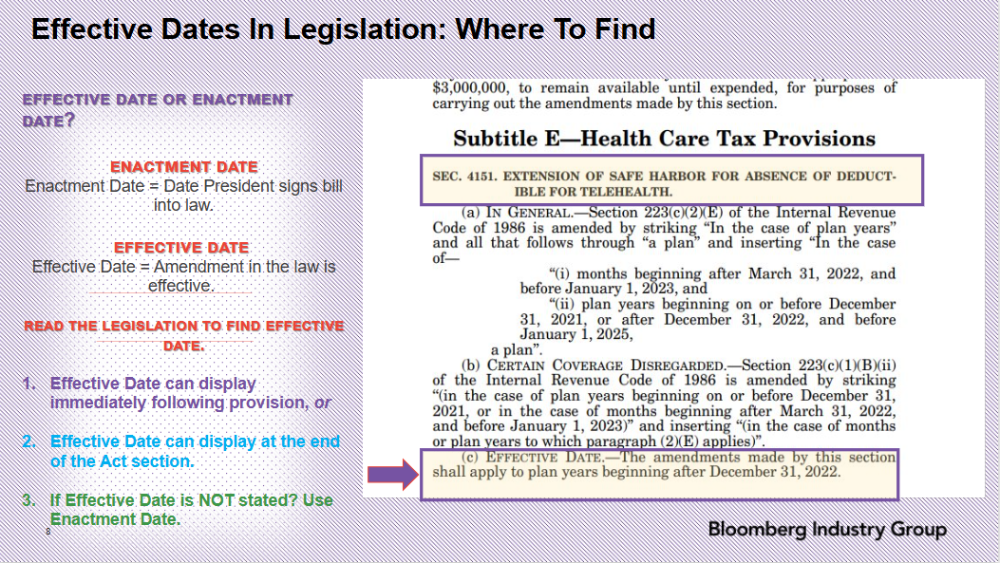 Effective Dates In Legislation: Where To Find
EFFECTIVE DATE OR ENACTMENT
DATE?
ENACTMENT DATE
Enactment Date = Date President signs bill
into law.
EFFECTIVE DATE
Effective Date = Amendment in the law is
effective.
READ THE LEGISLATION TO FIND EFFECTIVE
DATE.
1. Effective Date can display
immediately following provision, or
2. Effective Date can display at the end
of the Act section.
3. If Effective Date is NOT stated? Use
Enactment Date.
8
$3,000,000, to remain available until expended, for purposes of
carrying out the amendments made by this section.
Subtitle E—Health Care Tax Provisions
SEC. 4151. EXTENSION OF SAFE HARBOR FOR ABSENCE OF DEDUCT-
IBLE FOR TELEHEALTH.
(a) IN GENERAL.—Section 223(c)(2)(E) of the Internal Revenue
Code of 1986 is amended by striking “In the case of plan years”
and all that follows through “a plan” and inserting “In the case
of—
“(i) months beginning after March 31, 2022, and
before January 1, 2023, and
“(ii) plan years beginning on or before December
31, 2021, or after December 31, 2022, and before
January 1, 2025,
a plan”.
(b) CERTAIN COVERAGE DISREGARDED.—Section 223(c)(1)(B)(ii)
of the Internal Revenue Code of 1986 is amended by striking
“(in the case of plan years beginning on or before December 31,
2021, or in the case of months beginning after March 31, 2022,
and before January 1, 2023)” and inserting “(in the case of months
or plan years to which paragraph (2)(E) applies)”.
(c) EFFECTIVE DATE.—The amendments made by this section
shall apply to plan years beginning after December 31, 2022.
Bloomberg Industry Group